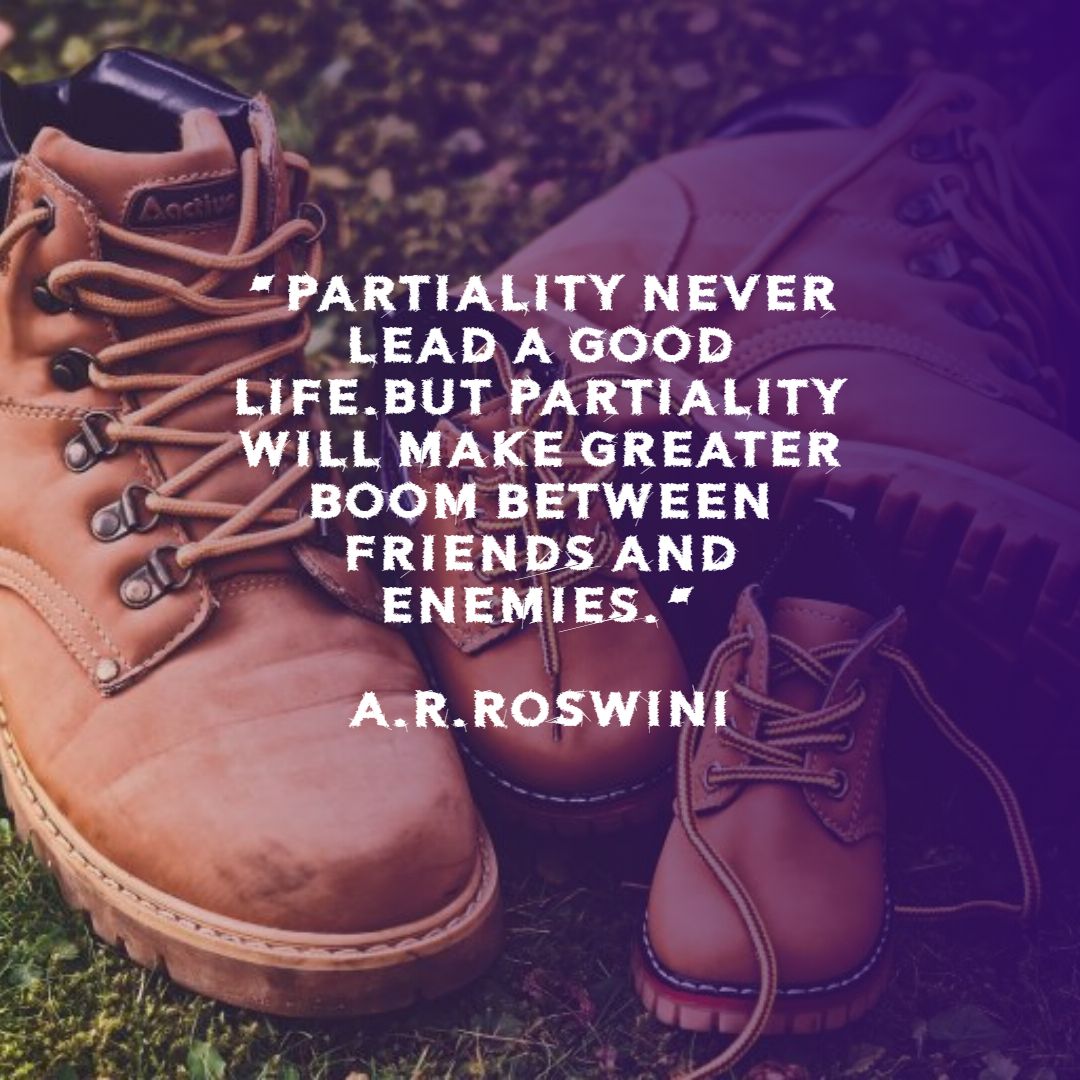 "PARTIALITY NEVER
LEAD A GOOD
LIFE.BUT PARTIALITY
WILL MAKE GREATER
BOOM BETWEEN
FRIENDS AND
ENEMIES."
A.R.ROSWINI